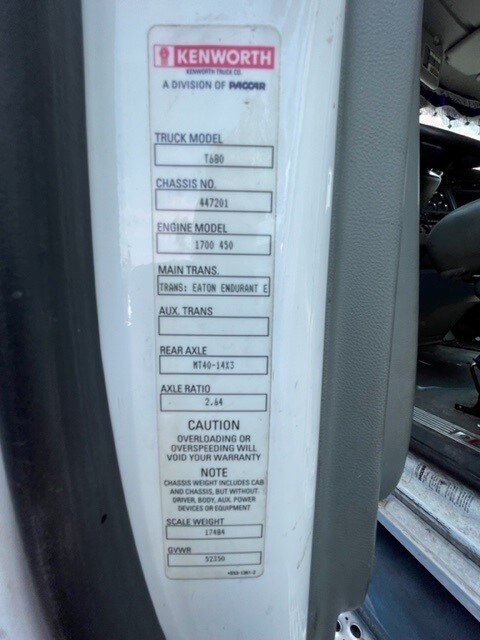 KENWORTH
KENWORTH TRUCK CO.
A DIVISION OF PACCAR
TRUCK MODEL
T680
CHASSIS NO.
447201
ENGINE MODEL
1700 450
MAIN TRANS.
TRANS: EATON ENDURANT E
AUX. TRANS
REAR AXLE
MT40-14X3
AXLE RATIO
2.64
CAUTION
OVERLOADING OR
OVERSPEEDING WILL
VOID YOUR WARRANTY
NOTE
CHASSIS WEIGHT INCLUDES CAB
AND CHASSIS, BUT WITHOUT
DRIVER, BODY, AUX. POWER
DEVICES OR EQUIPMENT
SCALE WEIGHT
17484
GVWR
52350